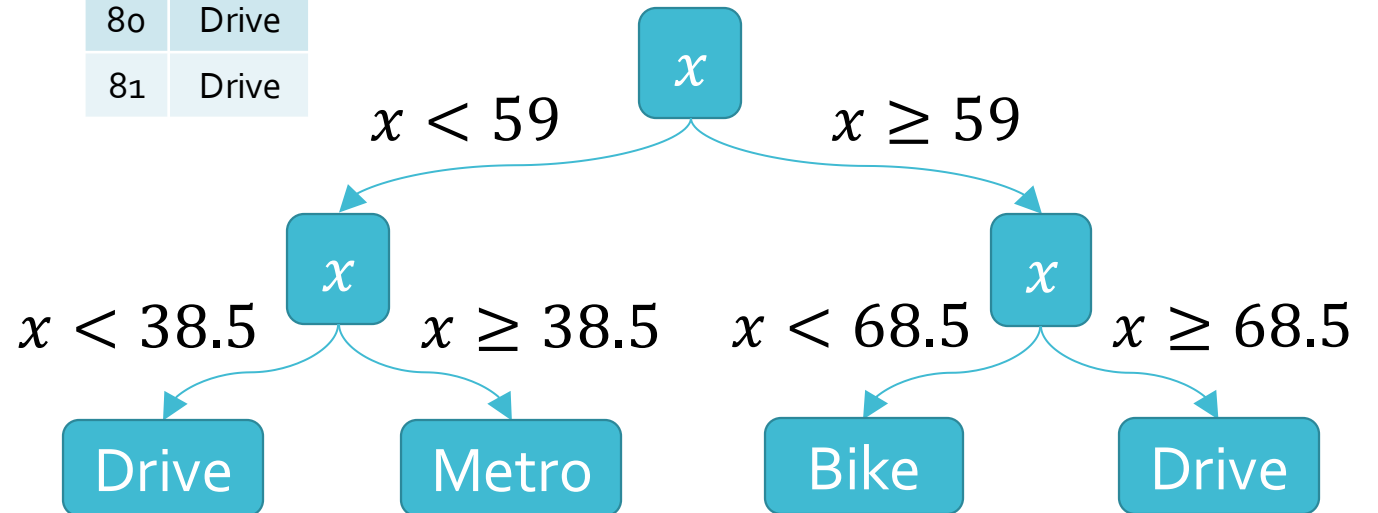 80 Drive
81 Drive
x
x < 59 x ≥ 59
x x
x < 38.5 x ≥ 38.5 x < 68.5 x ≥ 68.5
Drive Metro Bike Drive